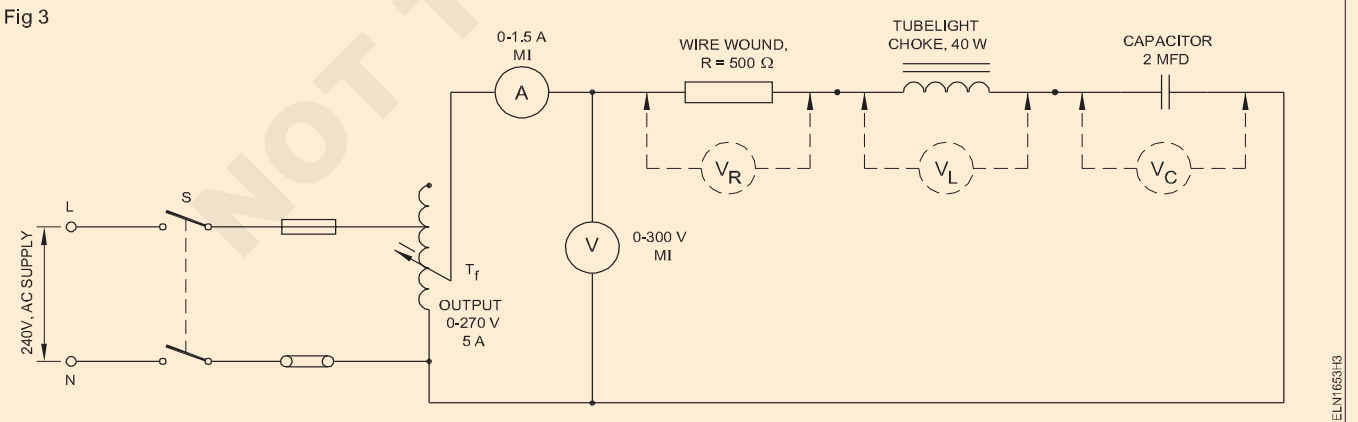 Fig 3
0-1.5 A
MI
A
WIRE WOUND,
R = 500 Ω
TUBELIGHT
CHOKE, 40 W
CAPACITOR
2 MFD
V_R
V_L
V_C
L
S
240V, AC SUPPLY
N
T_f
OUTPUT
0-270 V
5 A
V
0-300 V
MI
NOT T
ELN1653H3